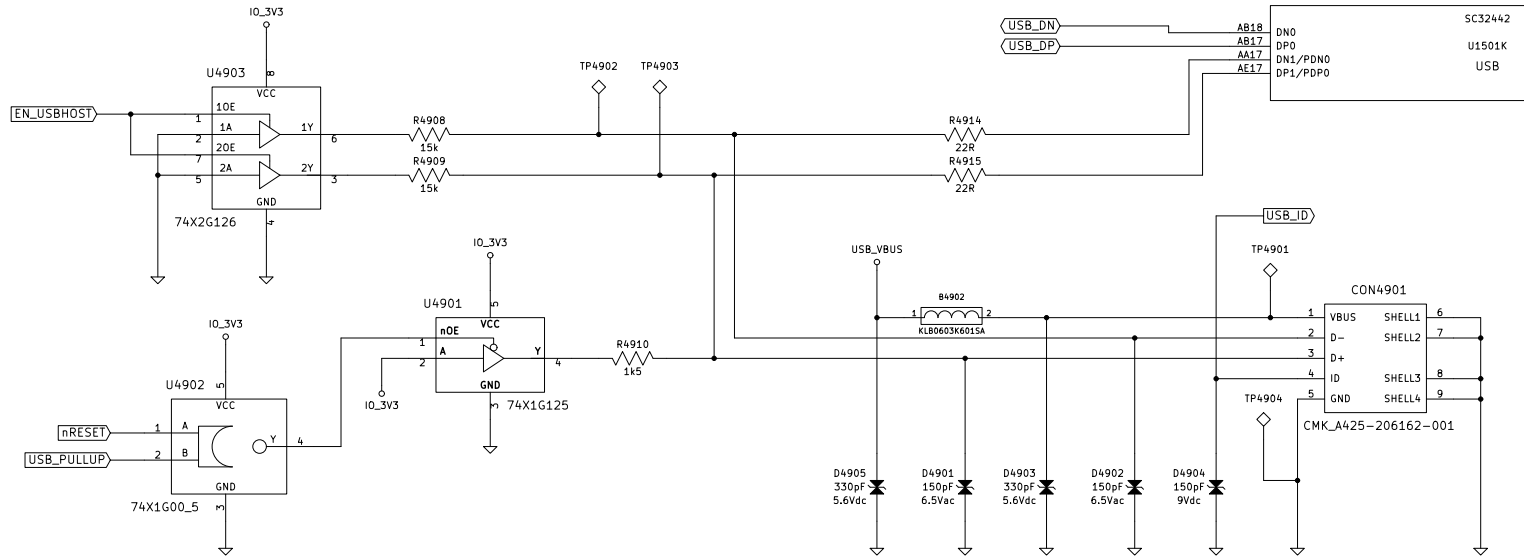 IO_3V3
U4903
8
VCC
EN_USBHOST
1
1OE
2
1A
1Y
6
7
2OE
5
2A
2Y
3
GND
4
74X2G126
R4908
15k
R4909
15k
TP4902
TP4903
R4914
22R
R4915
22R
USB_DN
USB_DP
SC32442
U1501K
USB
AB18
DN0
AB17
DP0
AA17
DN1/PDN0
AE17
DP1/PDP0
USB_ID
IO_3V3
U4901
5
VCC
1
nOE
2
A
Y
4
GND
3
74X1G125
IO_3V3
R4910
1k5
IO_3V3
U4902
5
VCC
nRESET
1
A
USB_PULLUP
2
B
Y
4
GND
3
74X1G00_5
USB_VBUS
B4902
1
2
KLB0603K601SA
TP4901
CON4901
1
VBUS
2
D-
3
D+
4
ID
5
GND
SHELL1
6
SHELL2
7
SHELL3
8
SHELL4
9
CMK_A425-206162-001
TP4904
D4905
330pF
5.6Vdc
D4901
150pF
6.5Vac
D4903
330pF
5.6Vdc
D4902
150pF
6.5Vac
D4904
150pF
9Vdc